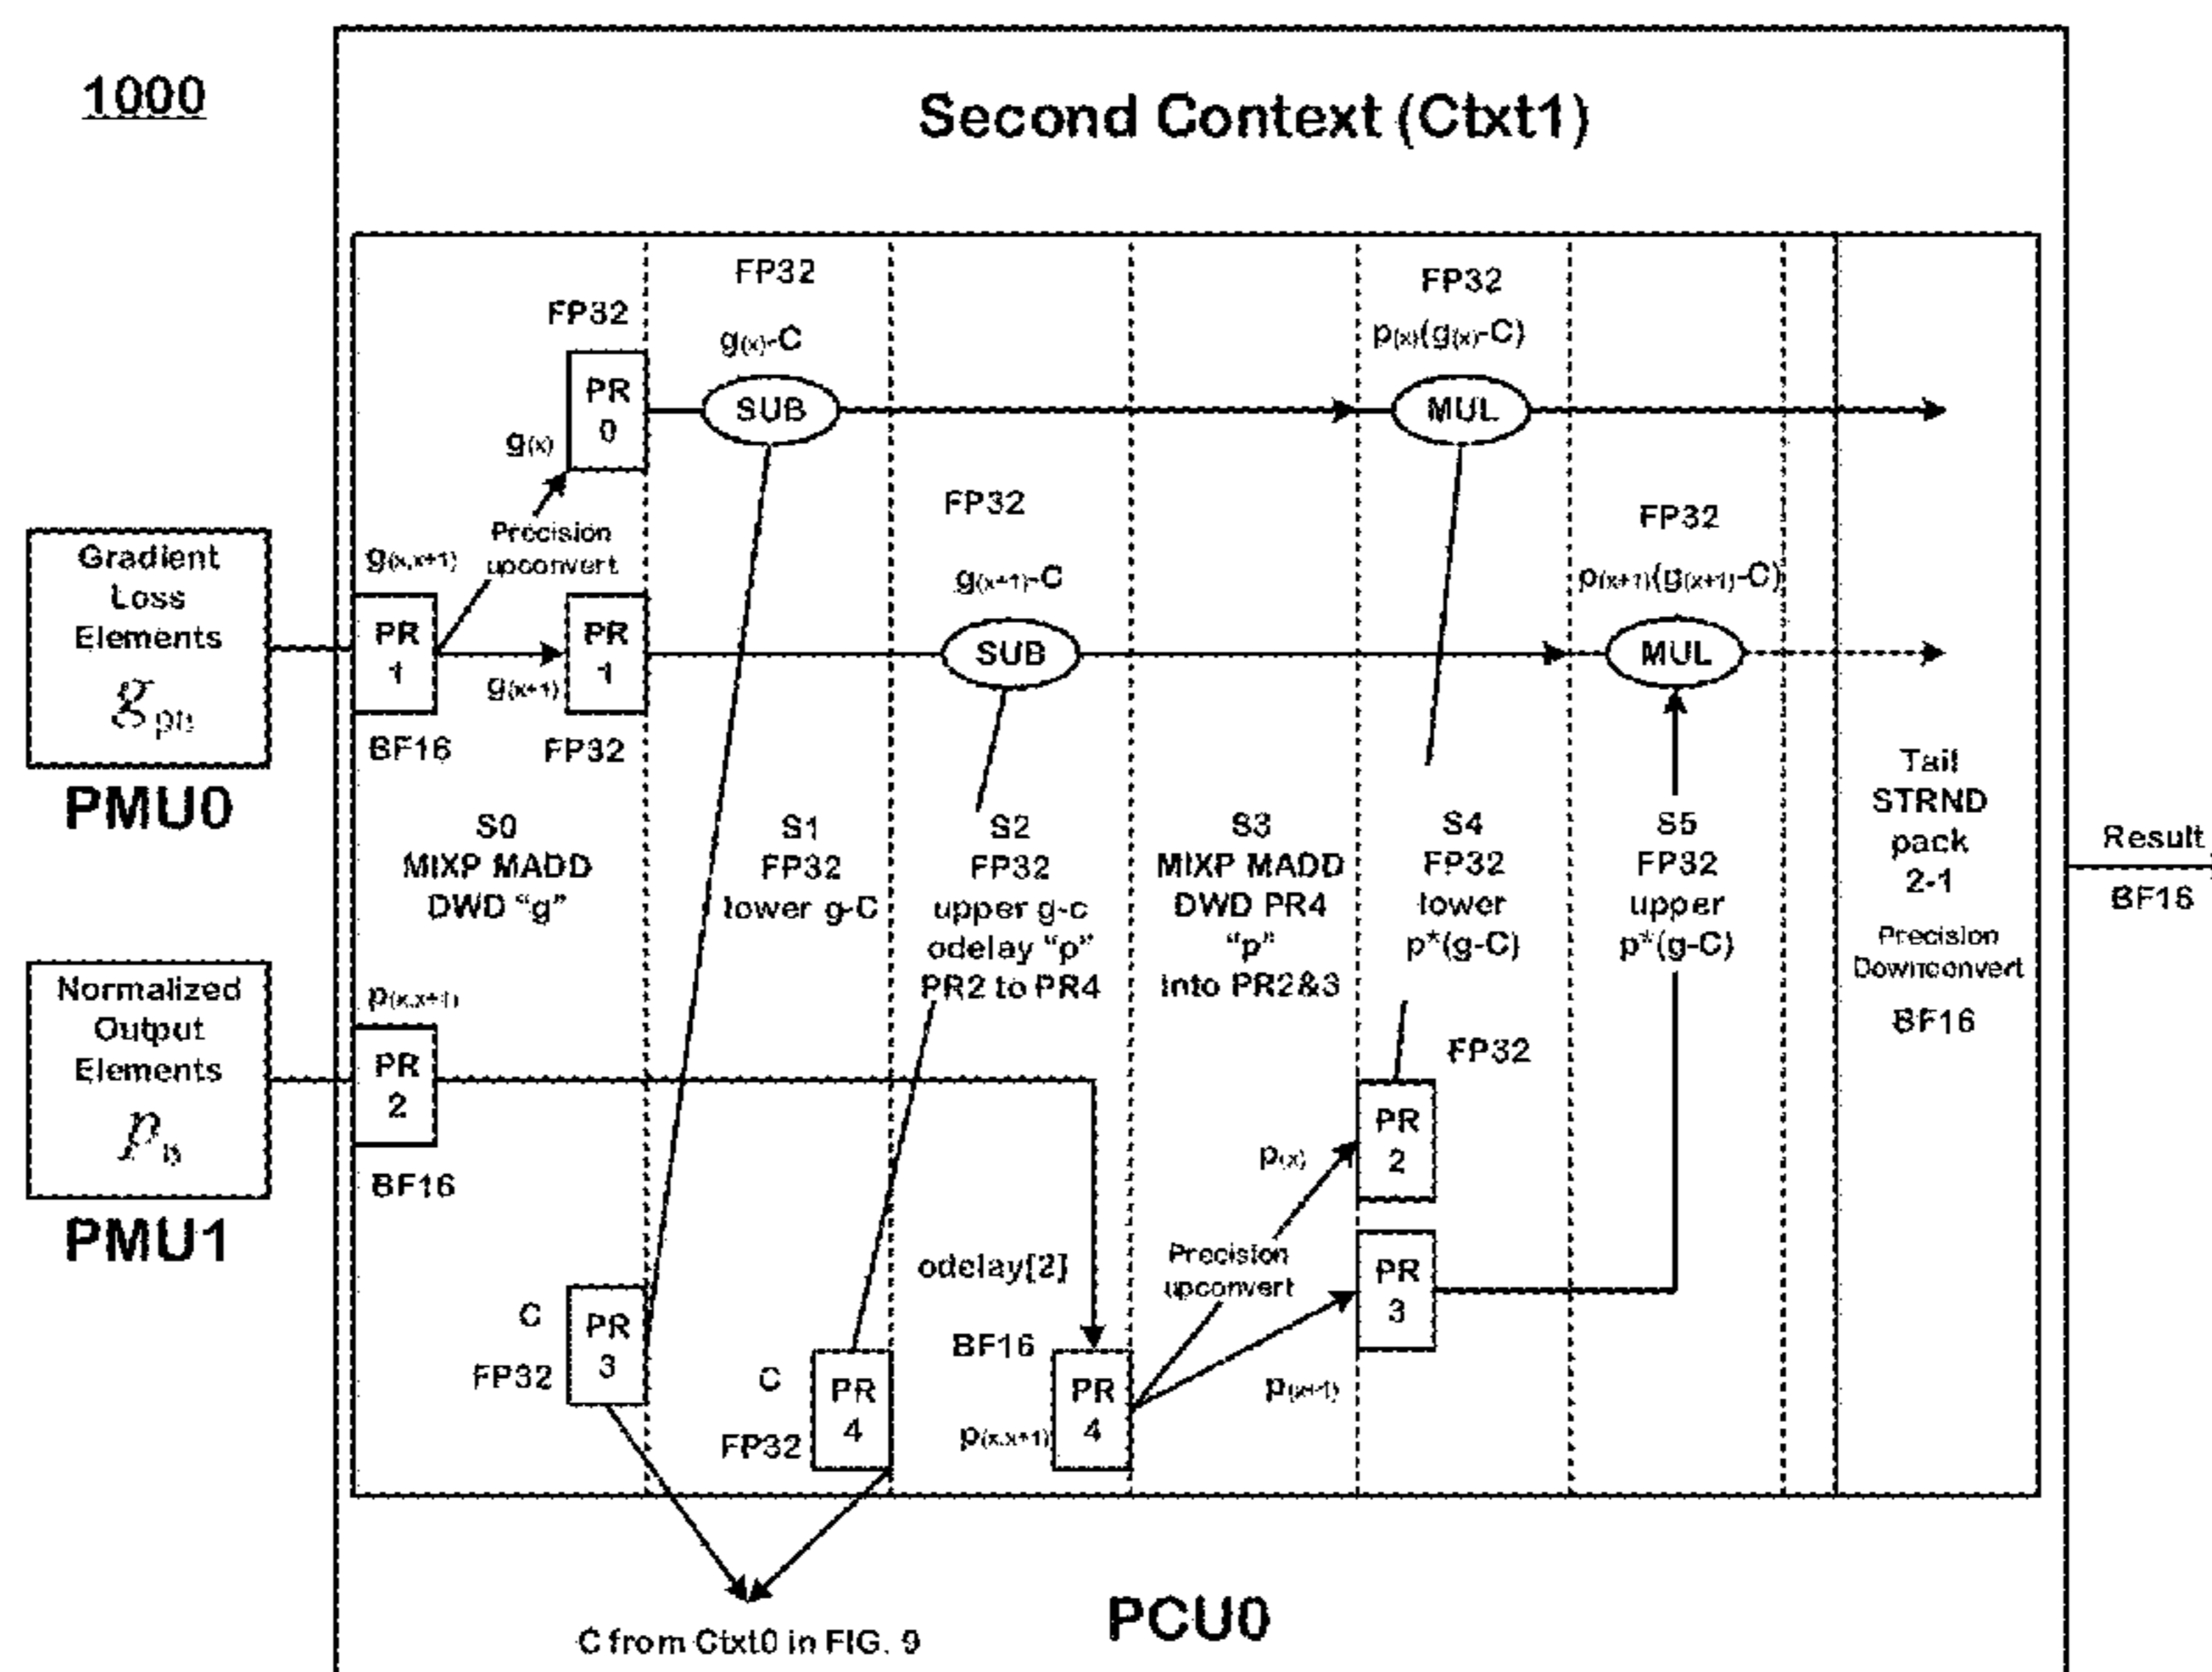 1000
Second Context (Ctxt1)
FP32
PR
0
g(x)
FP32
g(x)-C
SUB
FP32
p(x)(g(x)-C)
MUL
Gradient
Loss
Elements
PMU0
g(x,x+1)
PR
1
BF16
Precision
upconvert
g(x+1)
PR
1
FP32
FP32
g(x+1)-C
SUB
FP32
p(x+1)(g(x+1)-C)
MUL
S0
MIXP MADD
DWD "g"
S1
FP32
lower g-C
S2
FP32
upper g-c
odelay "p"
PR2 to PR4
S3
MIXP MADD
DWD PR4
"p"
into PR2&3
S4
FP32
lower
p*(g-C)
S5
FP32
upper
p*(g-C)
Tail
STRND
pack
2-1
Precision
Downconvert
BF16
Result
BF16
Normalized
Output
Elements
PMU1
p(x,x+1)
PR
2
BF16
C
FP32
PR
3
C
FP32
PR
4
odelay[2]
BF16
p(x,x+1)
PR
4
Precision
upconvert
p(x)
p(x+1)
FP32
PR
2
PR
3
C from Ctxt0 in FIG. 9
PCU0